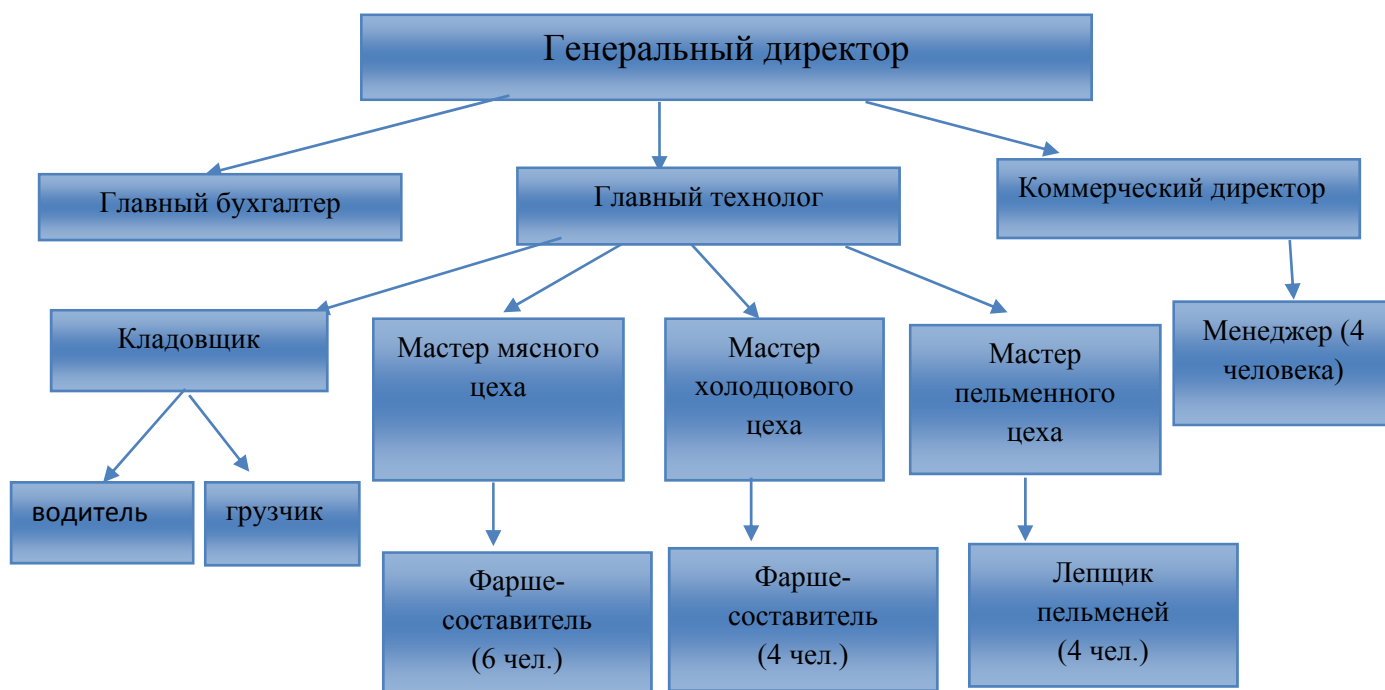 Генеральный директор
Главный бухгалтер
Главный технолог
Коммерческий директор
Кладовщик
Мастер мясного
цеха
Мастер
холодцового
цеха
Мастер
пельменного
цеха
Менеджер (4
человека)
водитель
грузчик
Фарше-
составитель
(6 чел.)
Фарше-
составитель
(4 чел.)
Лепщик
пельменей
(4 чел.)